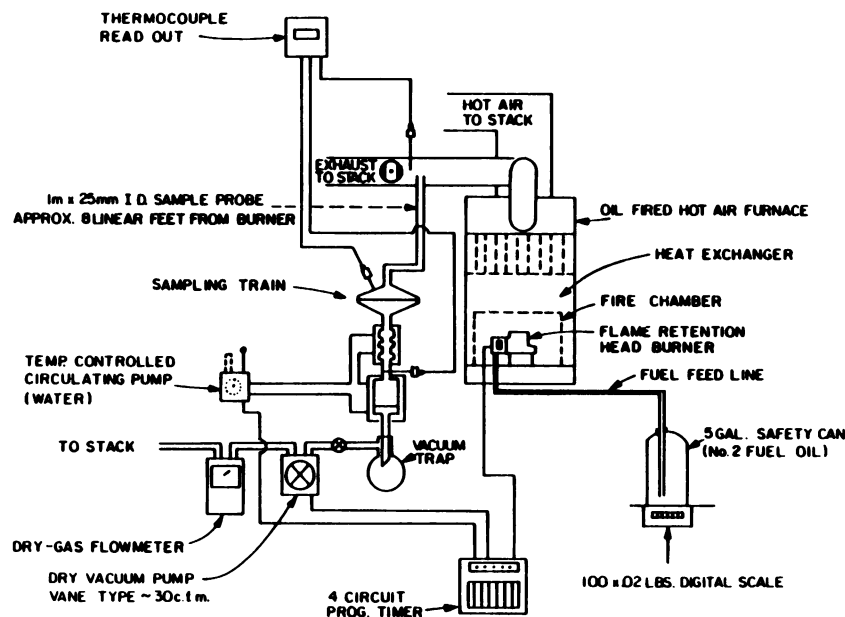 THERMOCOUPLE
READ OUT
HOT AIR
TO STACK
EXHAUST
TO STACK
1m x 25mm I D. SAMPLE PROBE
APPROX. 8 LINEAR FEET FROM BURNER
OIL FIRED HOT AIR FURNACE
HEAT EXCHANGER
SAMPLING TRAIN
FIRE CHAMBER
FLAME RETENTION
HEAD BURNER
TEMP. CONTROLLED
CIRCULATING PUMP
(WATER)
FUEL FEED LINE
TO STACK
VACUUM
TRAP
5 GAL. SAFETY CAN
(No. 2 FUEL OIL)
DRY-GAS FLOWMETER
DRY VACUUM PUMP
VANE TYPE ~ 30c.f.m.
4 CIRCUIT
PROG. TIMER
100 x .02 LBS. DIGITAL SCALE